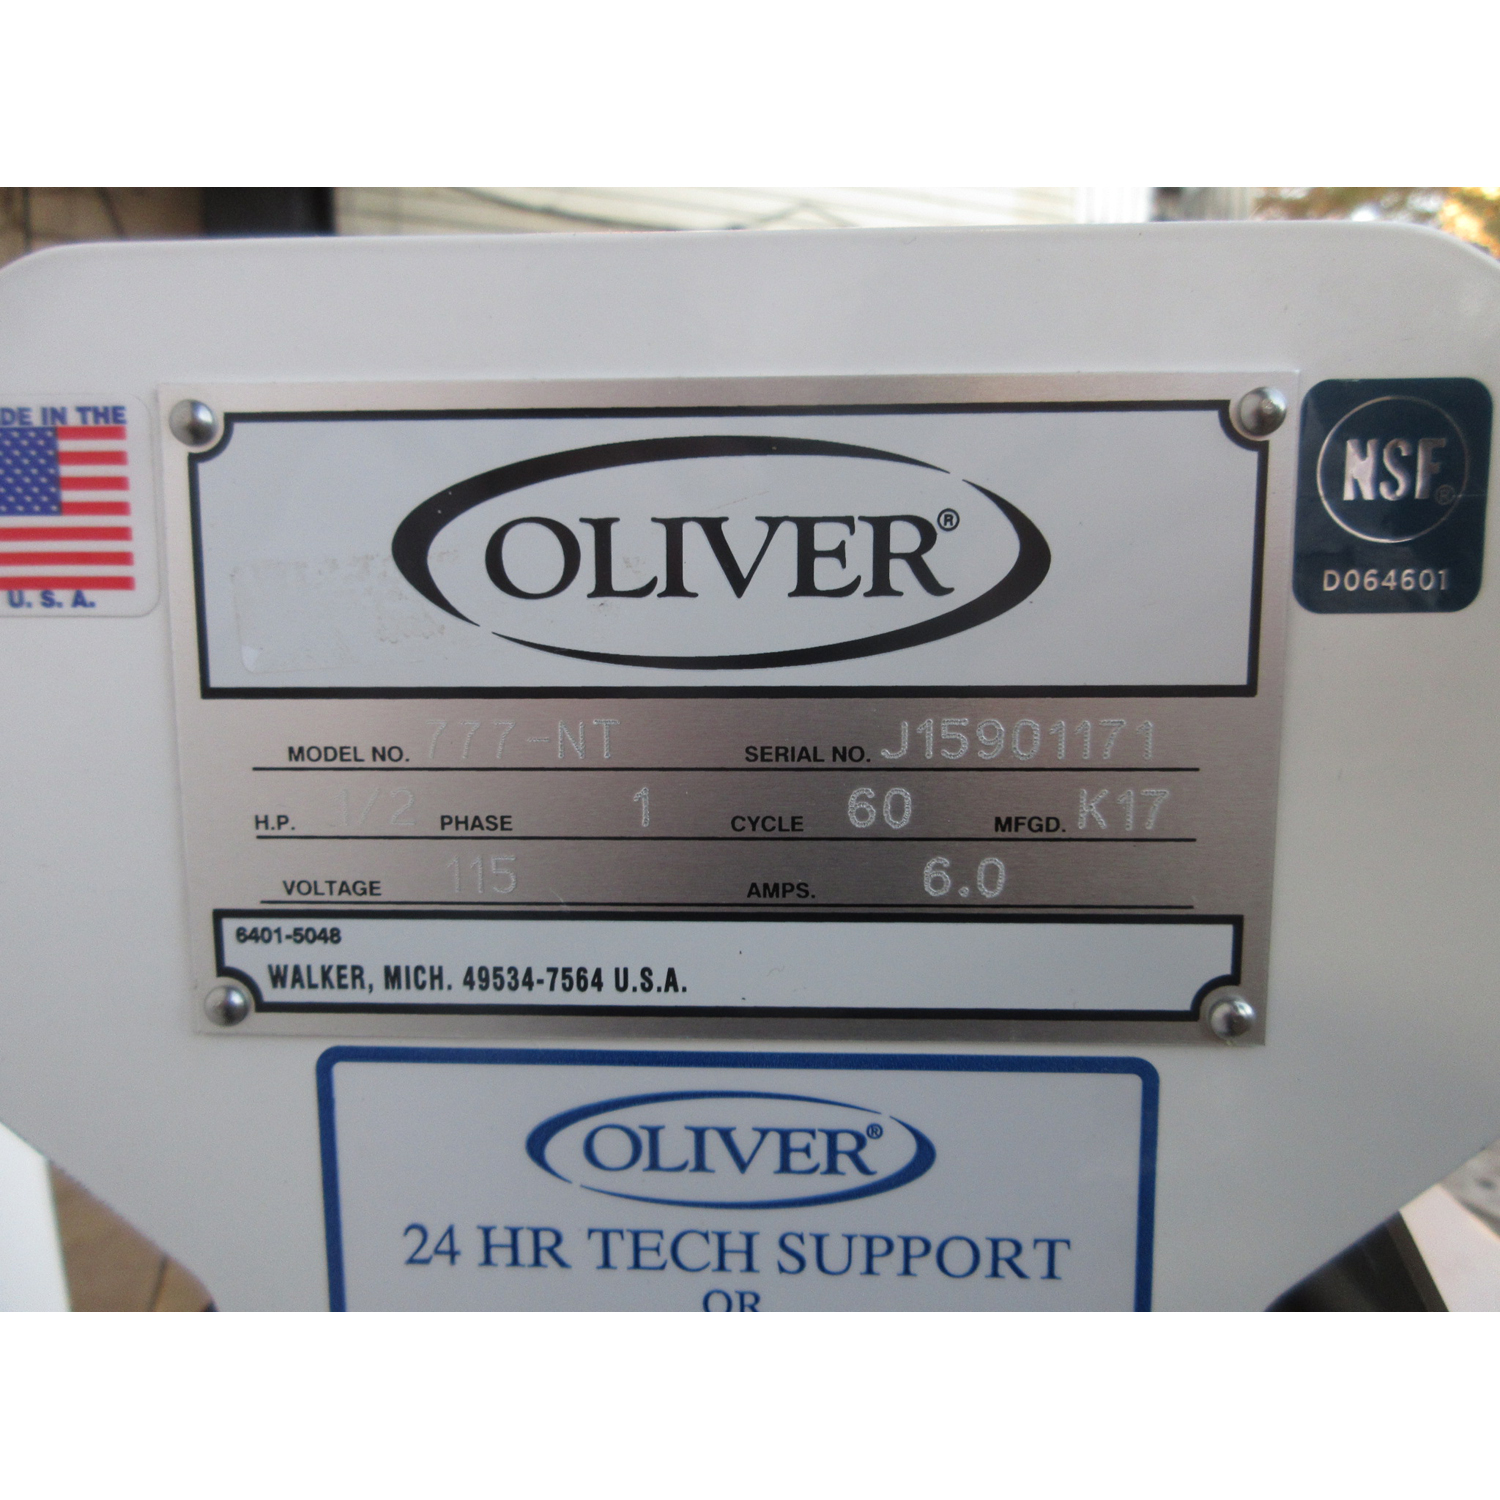 DE IN THE
U. S. A.
OLIVER®
NSF®
D064601
MODEL NO. 777-NT SERIAL NO. J15901171
H.P. 1/2 PHASE 1 CYCLE 60 MFGD. K17
VOLTAGE 115 AMPS. 6.0
6401-5048
WALKER, MICH. 49534-7564 U.S.A.
OLIVER®
24 HR TECH SUPPORT
OR